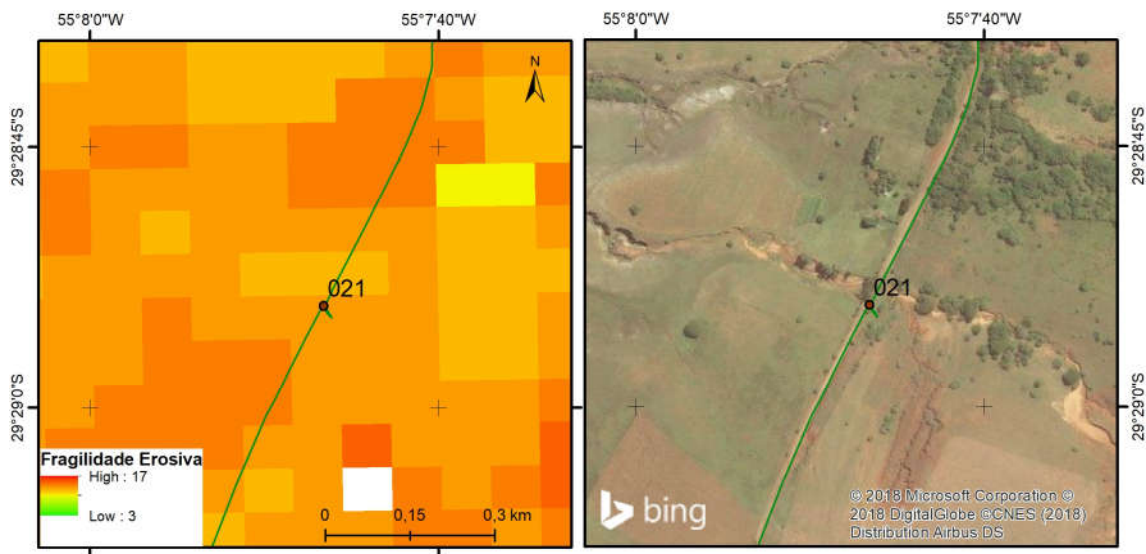 55°8'0"W
55°7'40"W
55°8'0"W
55°7'40"W
N
29°28'45"S
29°28'45"S
021
021
29°29'0"S
29°29'0"S
Fragilidade Erosiva
High : 17
Low : 3
0
0,15
0,3 km
bing
© 2018 Microsoft Corporation ©
2018 DigitalGlobe ©CNES (2018)
Distribution Airbus DS